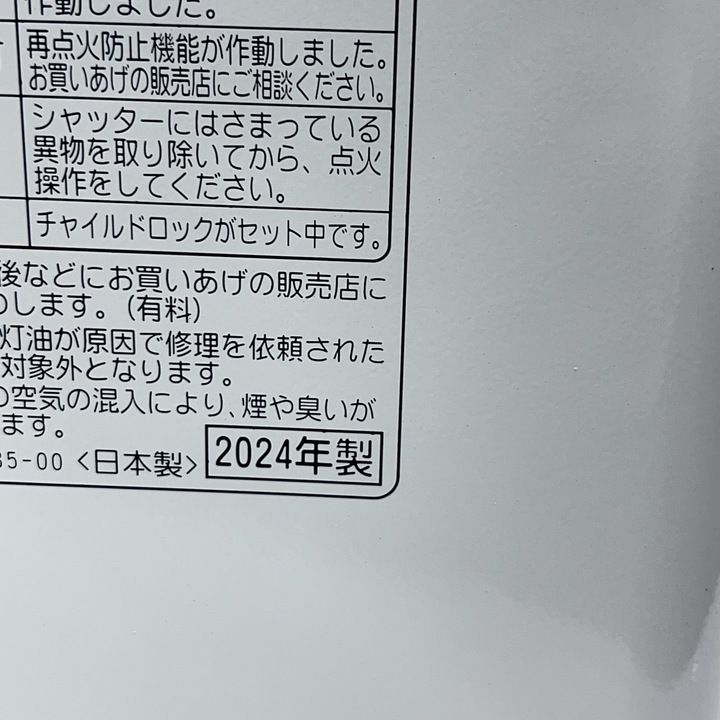 作動しました。
再点火防止機能が作動しました。
お買いあげの販売店にご相談ください。
シャッターにはさまっている
異物を取り除いてから、点火
操作をしてください。
チャイルドロックがセット中です。
後などにお買いあげの販売店に
します。(有料)
灯油が原因で修理を依頼された
対象外となります。
の空気の混入により、煙や臭いが
ます。
35-00 <日本製> 2024年製